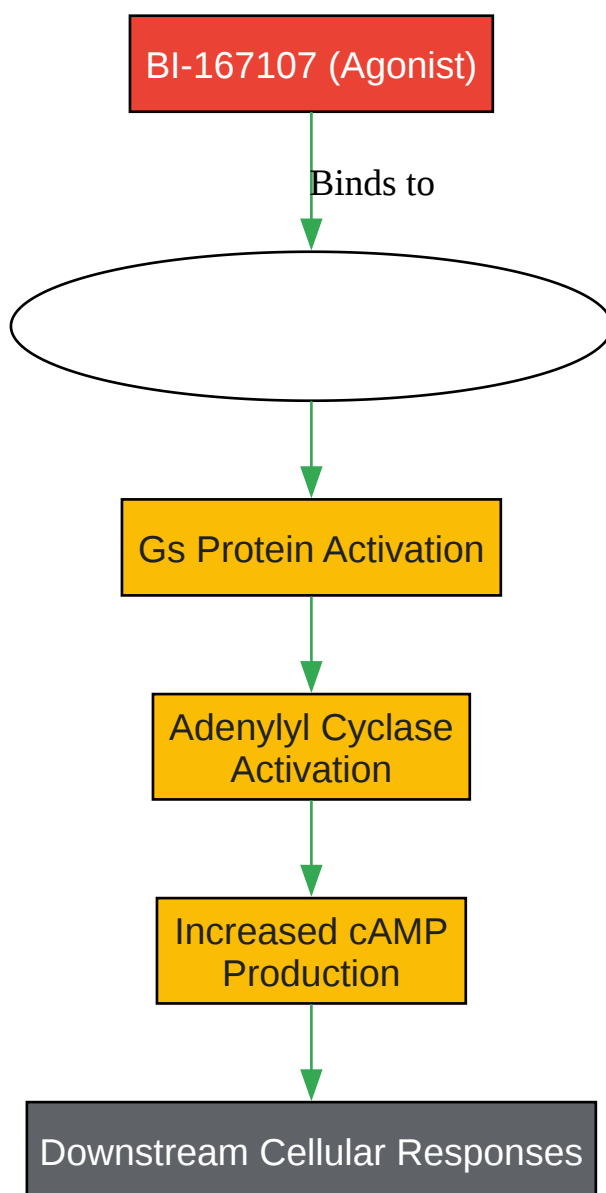 BI-167107 (Agonist)
Binds to
Gs Protein Activation
Adenylyl Cyclase
Activation
Increased cAMP
Production
Downstream Cellular Responses